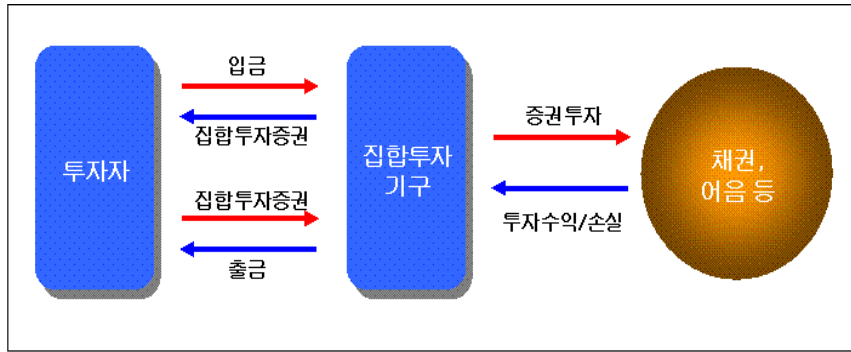 입금
집합투자증권
투자자
집합투자증권
출금
집합투자
기구
증권투자
투자수익/손실
채권,
어음 등